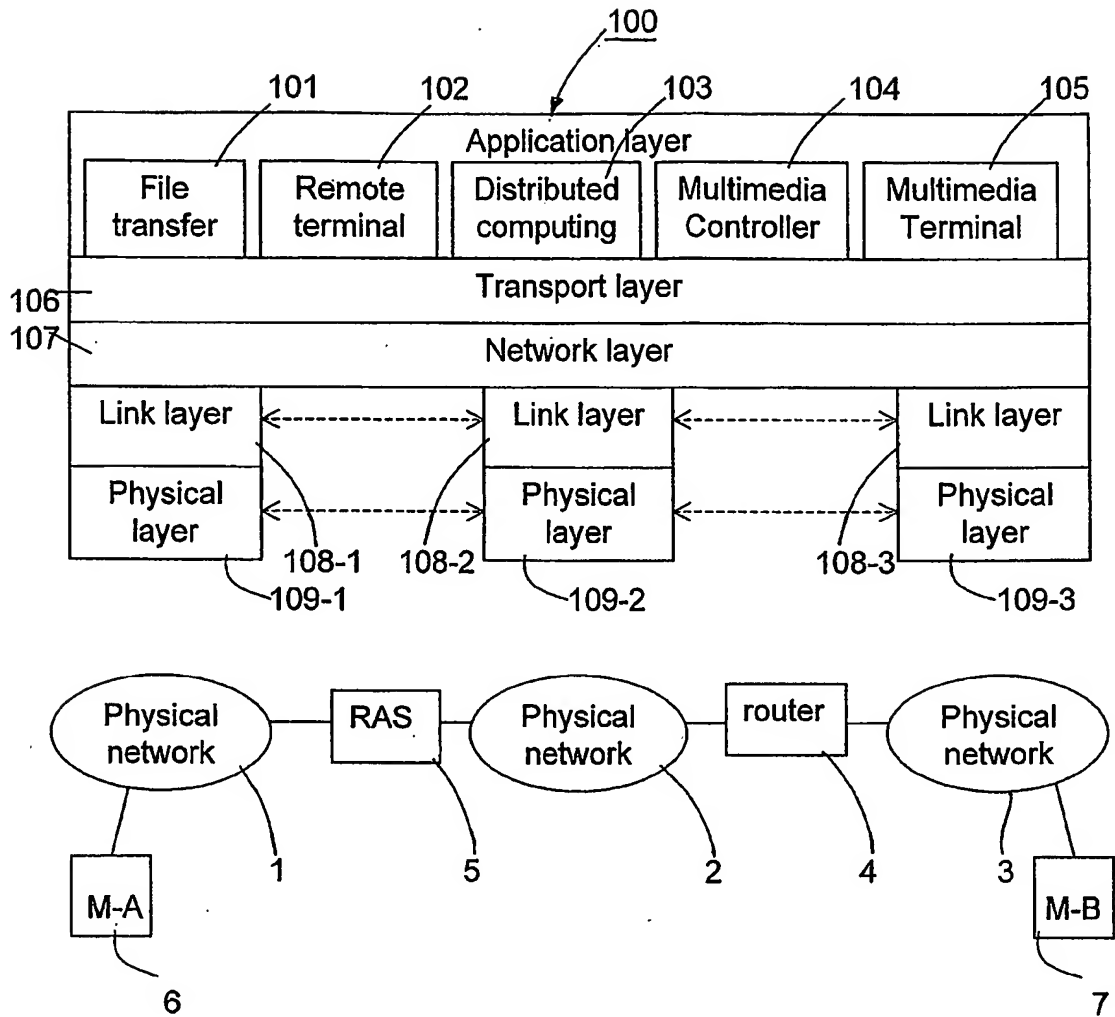 100
101 102 103 104 105
Application layer
File transfer
Remote terminal
Distributed computing
Multimedia Controller
Multimedia Terminal
106
Transport layer
107
Network layer
Link layer
Link layer
Link layer
Physical layer
Physical layer
Physical layer
108-1
108-2
108-3
109-1
109-2
109-3
Physical network
RAS
Physical network
router
Physical network
1
5
2
4
3
M-A
M-B
6
7